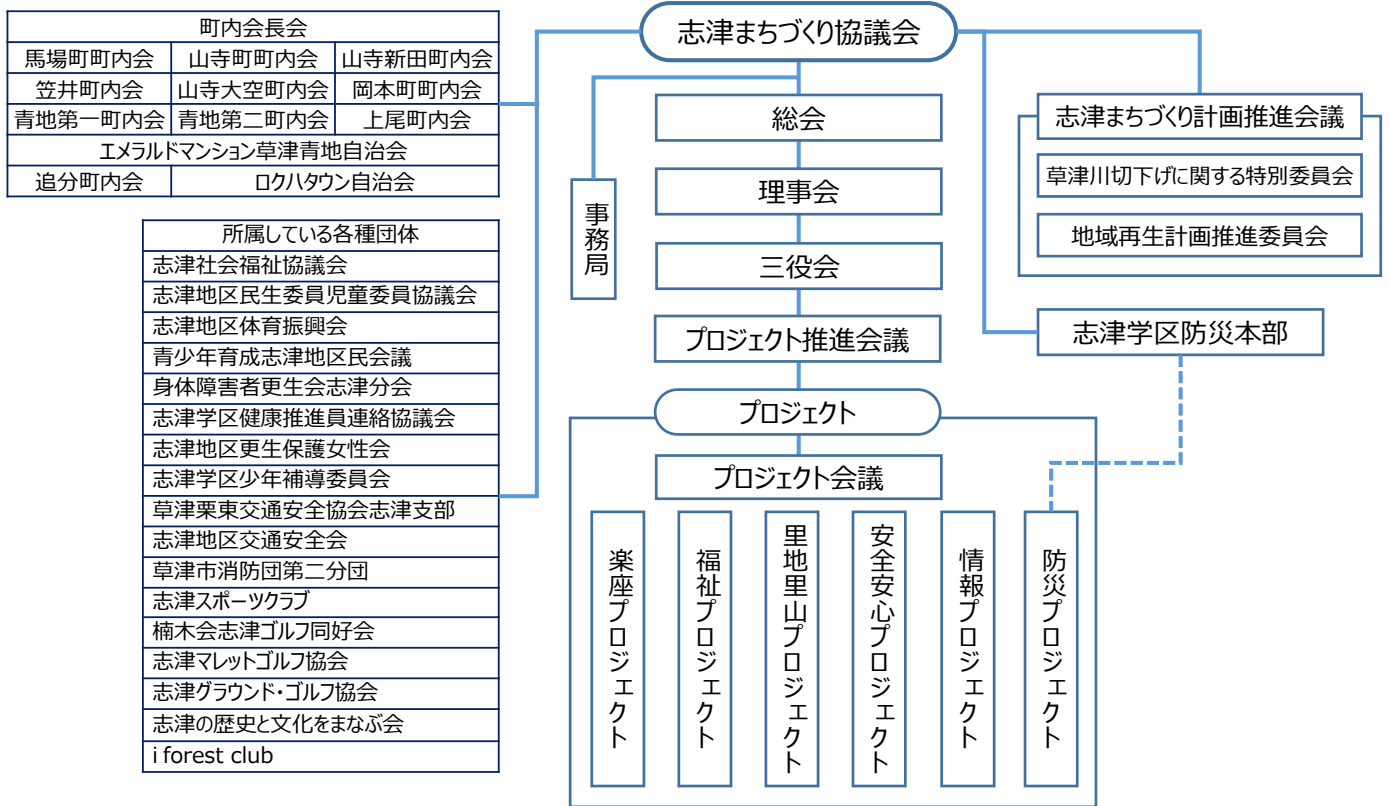 町内会長会
馬場町町内会 山寺町町内会 山寺新田町内会
笠井町内会 山寺大空町内会 岡本町町内会
青地第一町内会 青地第二町内会 上尾町内会
エメラルドマンション草津青地自治会
追分町内会 ロクハタウン自治会
所属している各種団体
志津社会福祉協議会
志津地区民生委員児童委員協議会
志津地区体育振興会
青少年育成志津地区民会議
身体障害者更生会志津分会
志津学区健康推進員連絡協議会
志津地区更生保護女性会
志津学区少年補導委員会
草津栗東交通安全協会志津支部
志津地区交通安全会
草津市消防団第二分団
志津スポーツクラブ
楠木会志津ゴルフ同好会
志津マレットゴルフ協会
志津グラウンド・ゴルフ協会
志津の歴史と文化をまなぶ会
i forest club
志津まちづくり協議会
総会
理事会
三役会
プロジェクト推進会議
事務局
プロジェクト
プロジェクト会議
楽座プロジェクト
福祉プロジェクト
里地里山プロジェクト
安全安心プロジェクト
情報プロジェクト
防災プロジェクト
志津まちづくり計画推進会議
草津川切下げに関する特別委員会
地域再生計画推進委員会
志津学区防災本部